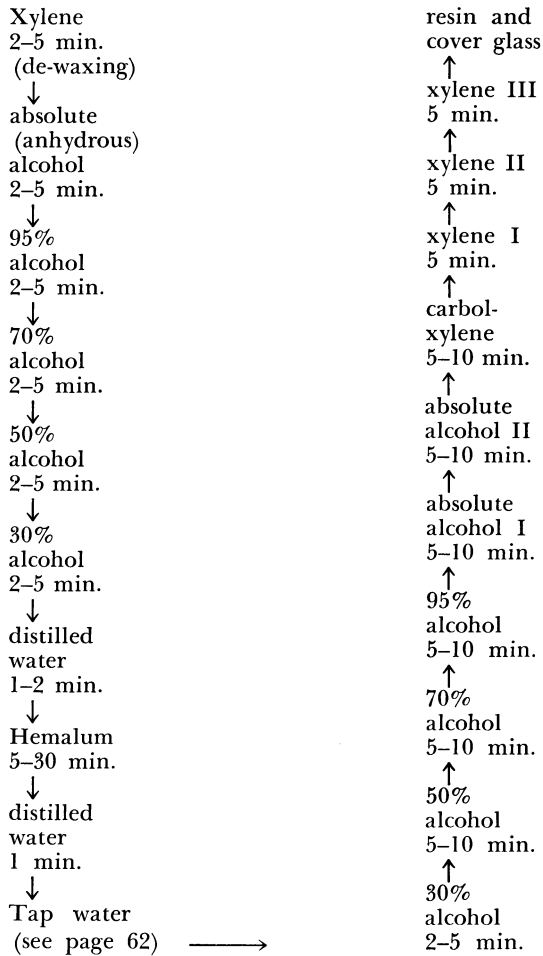 Xylene
2–5 min.
(de-waxing)
↓
absolute
(anhydrous)
alcohol
2–5 min.
↓
95%
alcohol
2–5 min.
↓
70%
alcohol
2–5 min.
↓
50%
alcohol
2–5 min.
↓
30%
alcohol
2–5 min.
↓
distilled
water
1–2 min.
↓
Hemalum
5–30 min.
↓
distilled
water
1 min.
↓
Tap water
(see page 62) →
resin and
cover glass
↑
xylene III
5 min.
↑
xylene II
5 min.
↑
xylene I
5 min.
↑
carbol-
xylene
5–10 min.
↑
absolute
alcohol II
5–10 min.
↑
absolute
alcohol I
5–10 min.
↑
95%
alcohol
5–10 min.
↑
70%
alcohol
5–10 min.
↑
50%
alcohol
5–10 min.
↑
30%
alcohol
2–5 min.